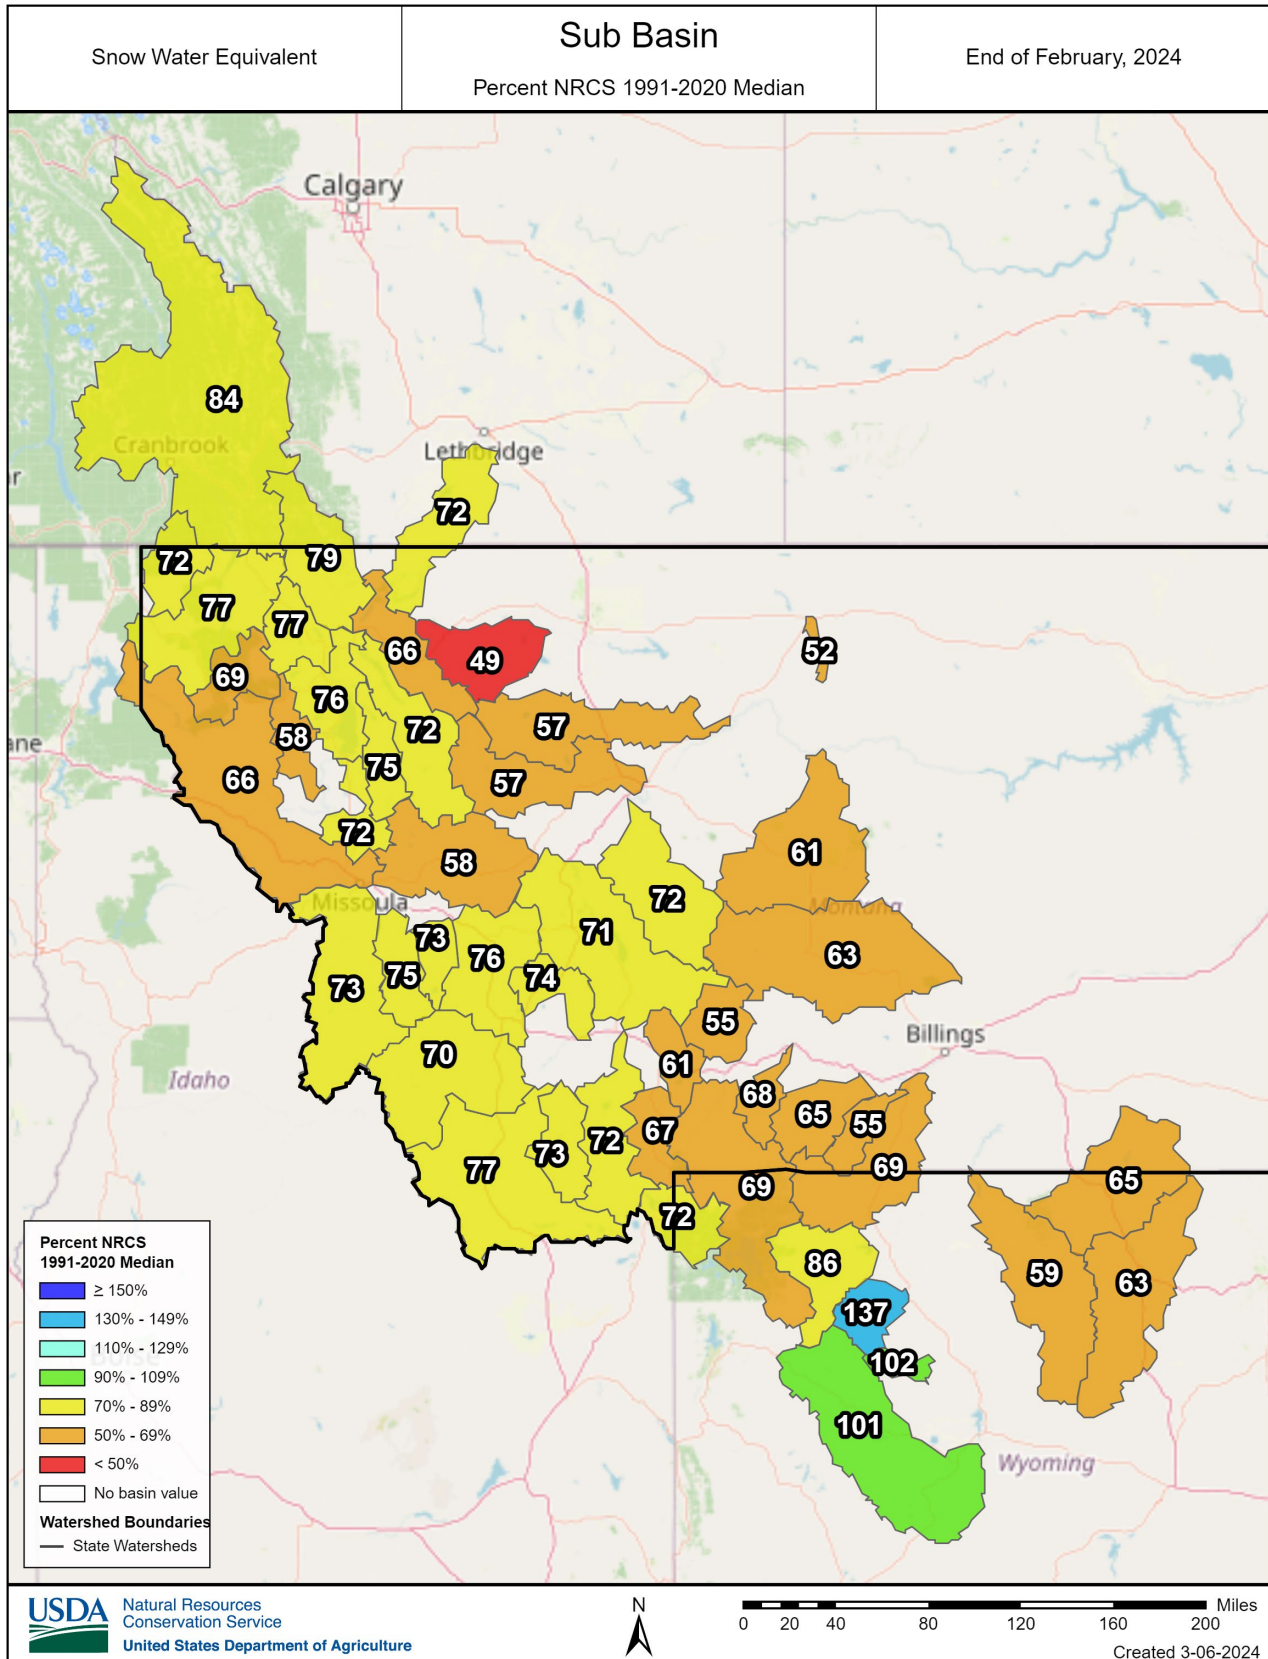 Snow Water Equivalent
Sub Basin
Percent NRCS 1991-2020 Median
End of February, 2024
Calgary
84
Cranbrook
Lethbridge
72
72
79
77
77
66
49
52
69
76
58
72
57
75
66
57
72
58
61
72
Missoula
Montana
73
71
76
63
75
74
73
55
Billings
70
61
Idaho
68
65
55
67
72
73
77
69
65
69
72
86
59
63
137
102
101
Wyoming
Percent NRCS
1991-2020 Median
≥ 150%
130% - 149%
110% - 129%
90% - 109%
70% - 89%
50% - 69%
< 50%
No basin value
Watershed Boundaries
State Watersheds
USDA
Natural Resources
Conservation Service
United States Department of Agriculture
N
0 20 40 80 120 160 200
Miles
Created 3-06-2024